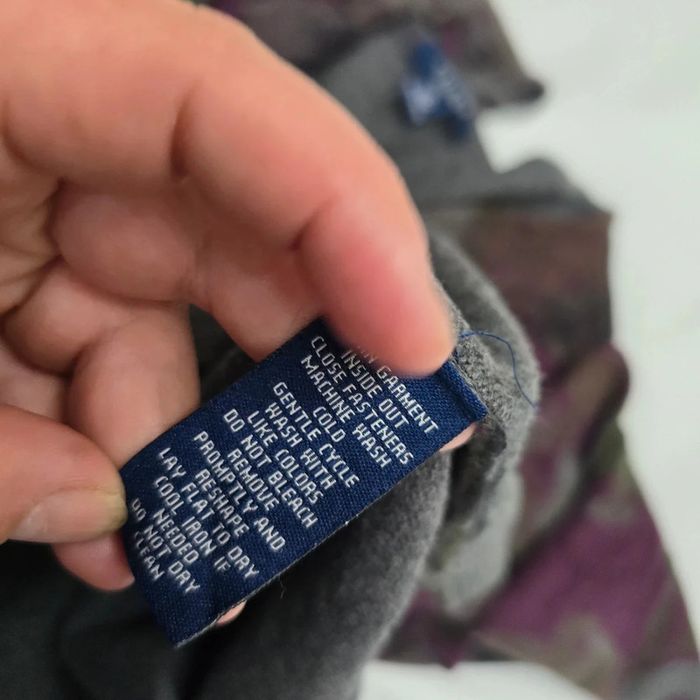 GARMENT
INSIDE OUT
CLOSE FASTENERS
MACHINE WASH
COLD
GENTLE CYCLE
WASH WITH
LIKE COLORS
DO NOT BLEACH
REMOVE
PROMPTLY AND
RESHAPE
LAY FLAT TO DRY
COOL IRON IF
NEEDED
DO NOT DRY
CLEAN